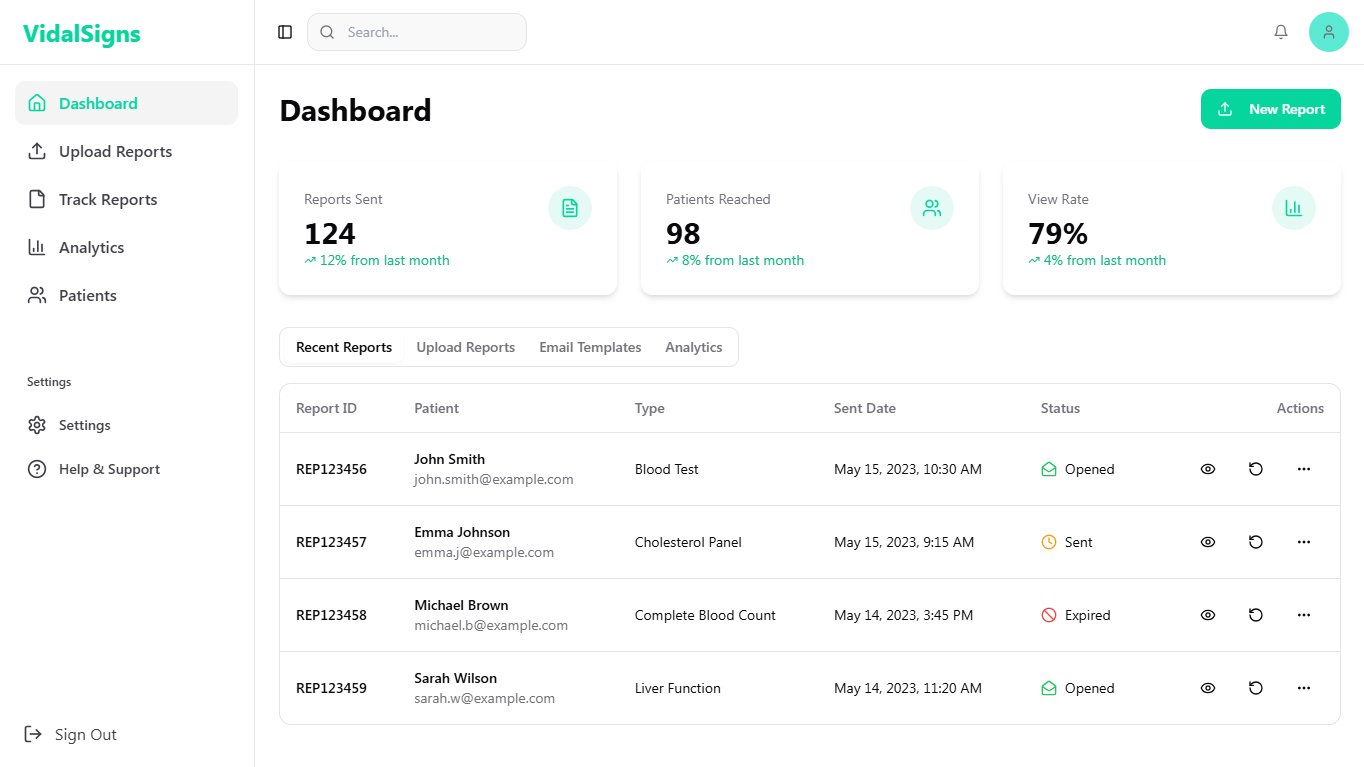 VidalSigns
Search...
Dashboard
Upload Reports
Track Reports
Analytics
Patients
Settings
Settings
Help & Support
Sign Out
Dashboard
New Report
Reports Sent
124
12% from last month
Patients Reached
98
8% from last month
View Rate
79%
4% from last month
Recent Reports Upload Reports Email Templates Analytics
Report ID Patient Type Sent Date Status Actions
REP123456 John Smith Blood Test May 15, 2023, 10:30 AM Opened
john.smith@example.com
REP123457 Emma Johnson Cholesterol Panel May 15, 2023, 9:15 AM Sent
emma.j@example.com
REP123458 Michael Brown Complete Blood Count May 14, 2023, 3:45 PM Expired
michael.b@example.com
REP123459 Sarah Wilson Liver Function May 14, 2023, 11:20 AM Opened
sarah.w@example.com